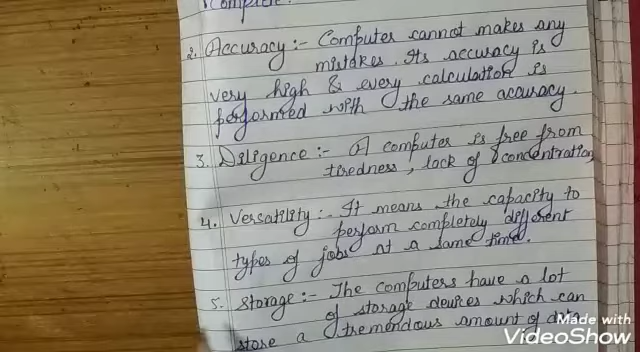 Complete.
2. Accuracy :- Computer cannot makes any
mistakes. Its accuracy is
very high & every calculation is
performed with the same accuracy.
3. Diligence :- A computer is free from
tiredness, lack of concentration,
4. Versatility :- It means the capacity to
perform completely different
types of jobs at a same time.
5. Storage :- The computers have a lot
of storage devices which can
store a tremendous amount of data
Made with
VideoShow